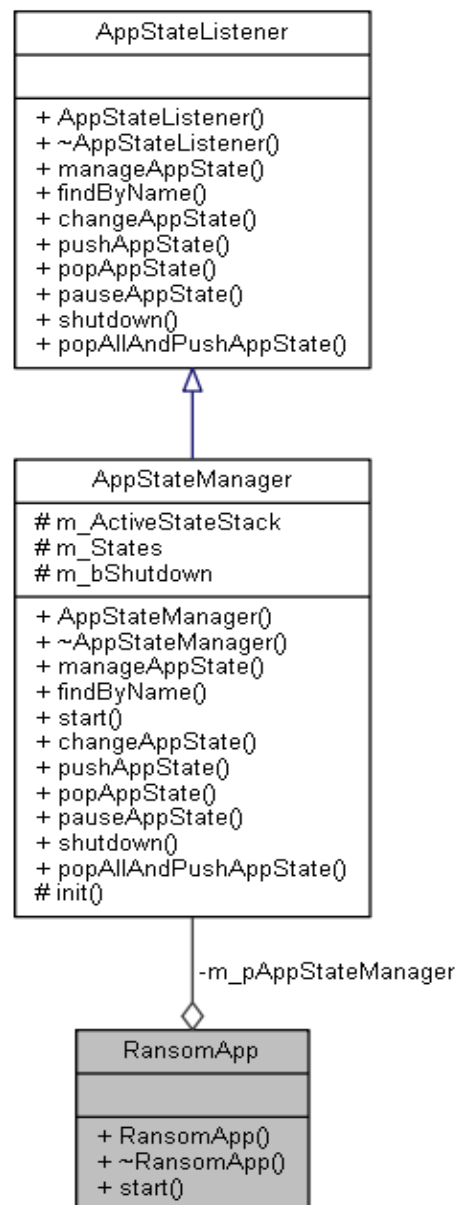 AppStateListener
+ AppStateListener()
+ ~AppStateListener()
+ manageAppState()
+ findByName()
+ changeAppState()
+ pushAppState()
+ popAppState()
+ pauseAppState()
+ shutdown()
+ popAllAndPushAppState()
AppStateManager
# m_ActiveStateStack
# m_States
# m_bShutdown
+ AppStateManager()
+ ~AppStateManager()
+ manageAppState()
+ findByName()
+ start()
+ changeAppState()
+ pushAppState()
+ popAppState()
+ pauseAppState()
+ shutdown()
+ popAllAndPushAppState()
# init()
-m_pAppStateManager
RansomApp
+ RansomApp()
+ ~RansomApp()
+ start()